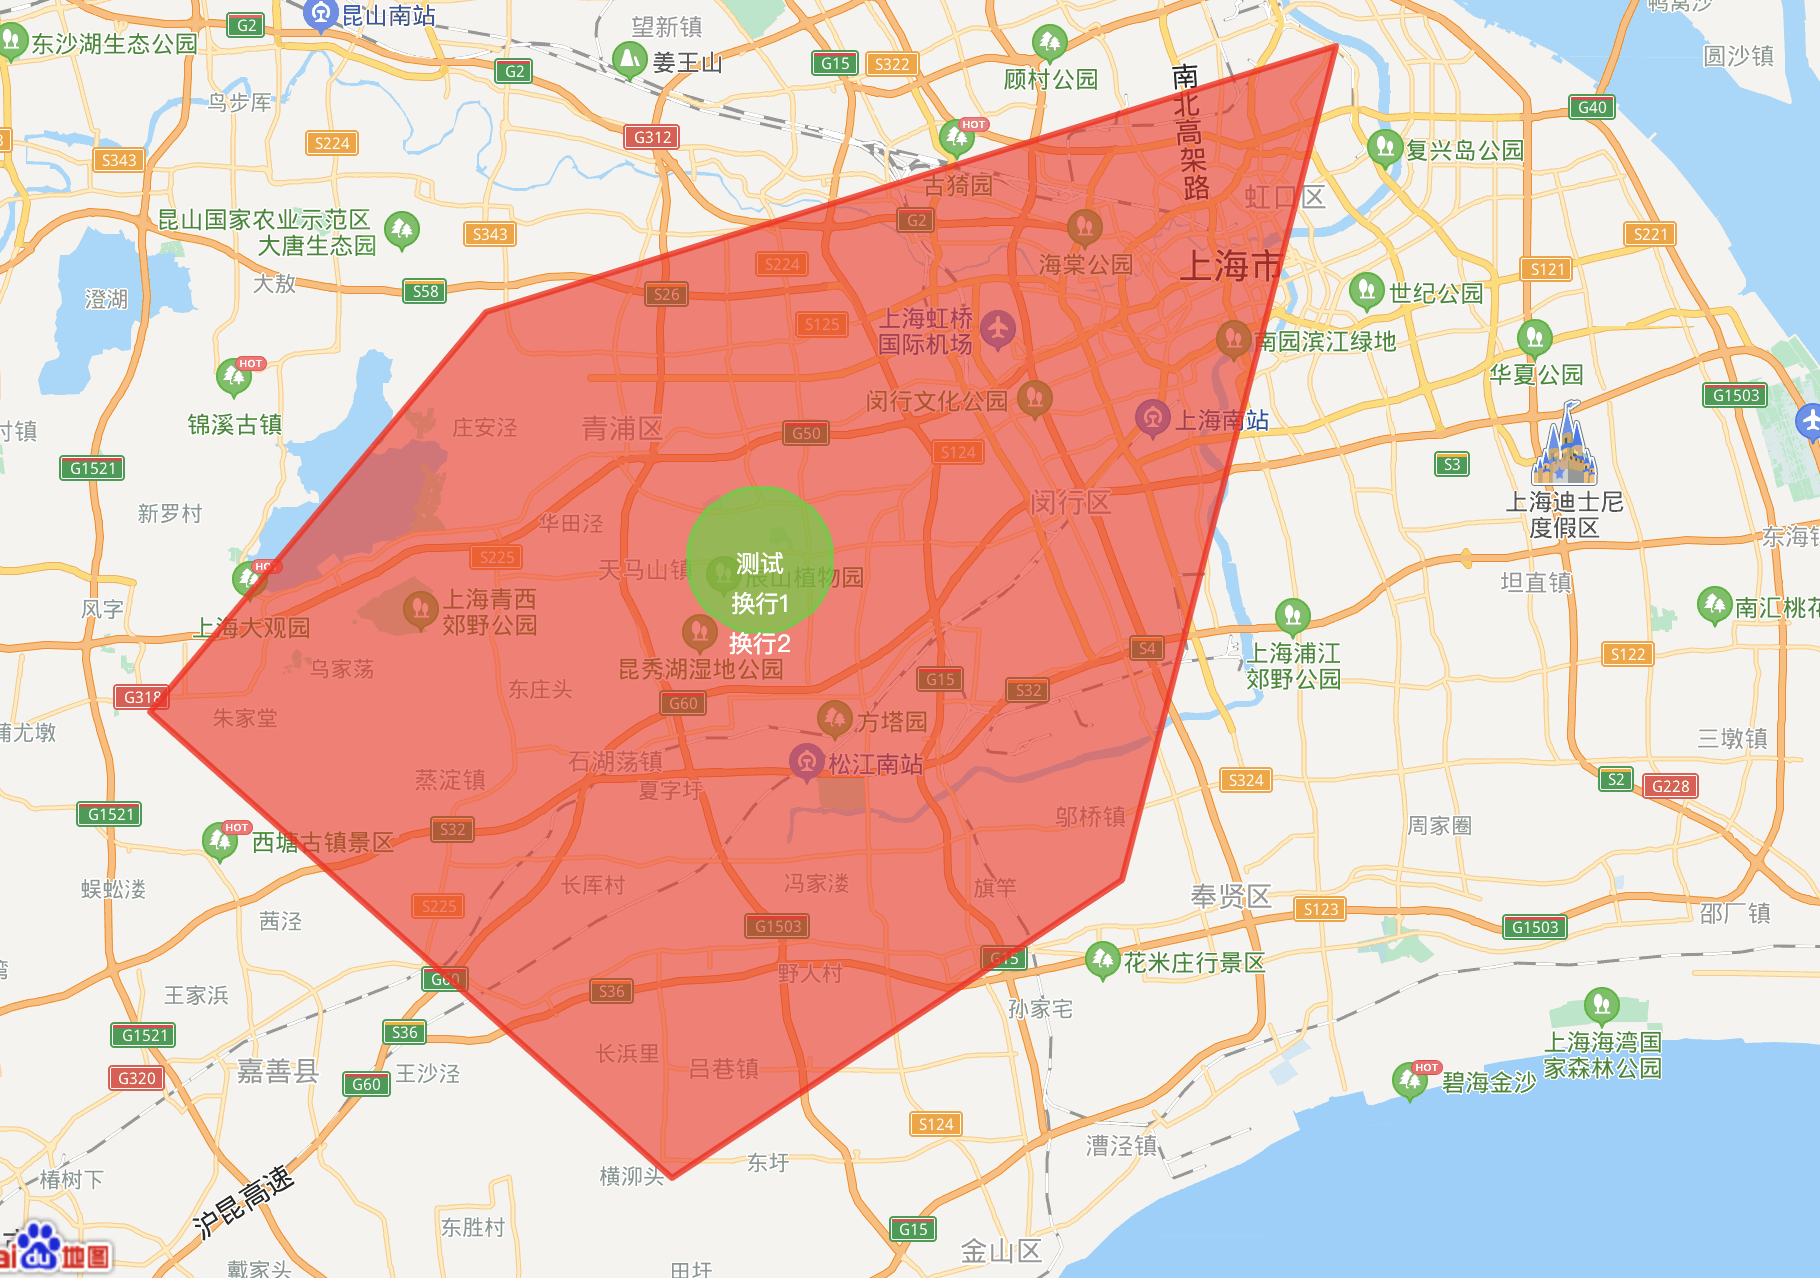 鸭窝沙
G2
昆山南站
望新镇
东沙湖生态公园
姜王山
G2
G15
S322
顾村公园
南北高架路
圆沙镇
G40
鸟步厍
S224
G312
HOT
S343
复兴岛公园
古猗园
虹口区
昆山国家农业示范区
大唐生态园
S343
G2
S221
海棠公园
上海市
S224
S121
大敖
S58
S26
世纪公园
澄湖
上海虹桥
国际机场
S125
南园滨江绿地
HOT
华夏公园
G1503
锦溪古镇
庄安泾
青浦区
闵行文化公园
上海南站
村镇
G50
S124
G1521
S3
上海迪士尼
度假区
新罗村
华田泾
闵行区
东海镇
S225
天马山镇
测试
辰山植物园
HOT
坦直镇
风字
上海青西
郊野公园
换行1
南汇桃花
上海大观园
换行2
昆秀湖湿地公园
S4
上海浦江
郊野公园
S122
乌家荡
东庄头
G15
S32
G318
G60
朱家堂
方塔园
蒲尤墩
三墩镇
石湖荡镇
松江南站
蒸淀镇
夏字圩
S324
S2
G228
G1521
邬桥镇
周家圈
HOT
西塘古镇景区
S32
蜈蚣溇
长厍村
冯家溇
旗竿
奉贤区
S225
S123
茜泾
G1503
G1503
邵厂镇
G15
花米庄行景区
G60
野人村
王家浜
S36
孙家宅
G1521
S36
上海海湾国
家森林公园
长浜里
吕巷镇
嘉善县
G320
王沙泾
G60
HOT
碧海金沙
S124
漕泾镇
椿树下
横泖头
东圩
沪昆高速
东胜村
G15
金山区
Bai du 地图
戴家头
田圩